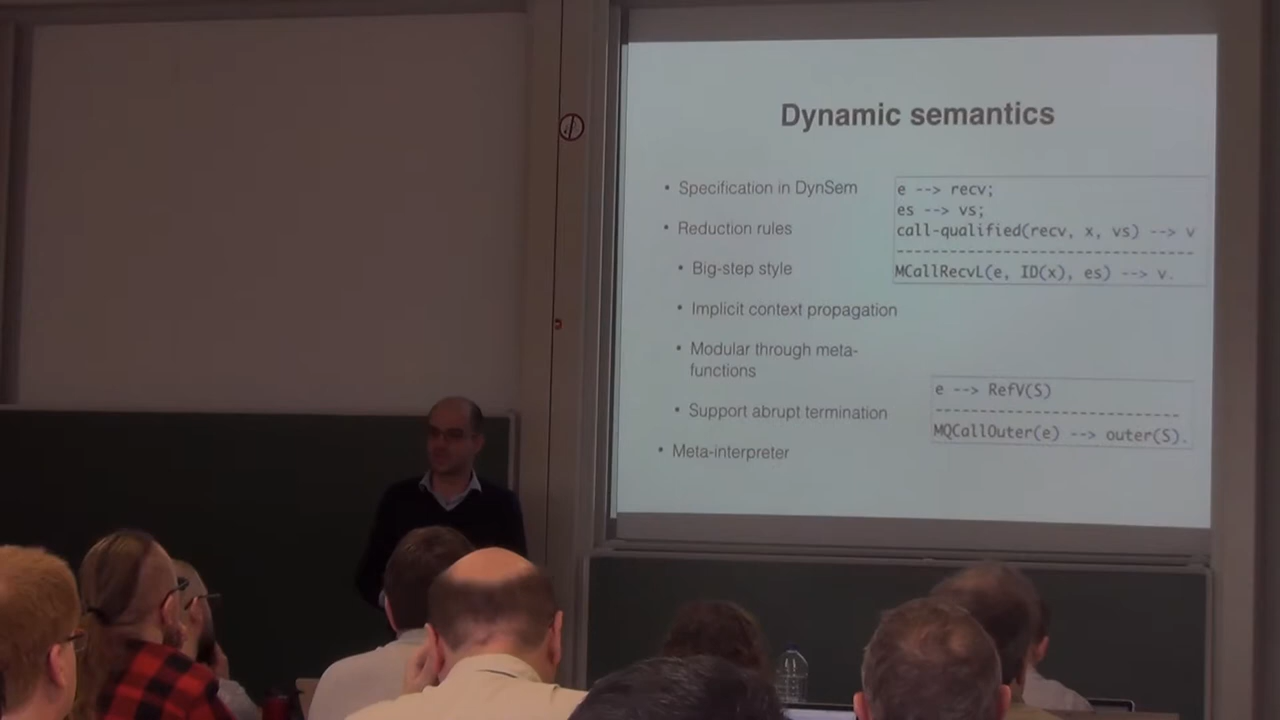 Dynamic semantics
• Specification in DynSem
• Reduction rules
• Big-step style
• Implicit context propagation
• Modular through meta-
functions
• Support abrupt termination
• Meta-interpreter
e --> recv;
es --> vs;
call-qualified(recv, x, vs) --> v
---------------------------------
MCallRecvL(e, ID(x), es) --> v.
e --> RefV(S)
---------------------------
MQCallOuter(e) --> outer(S).